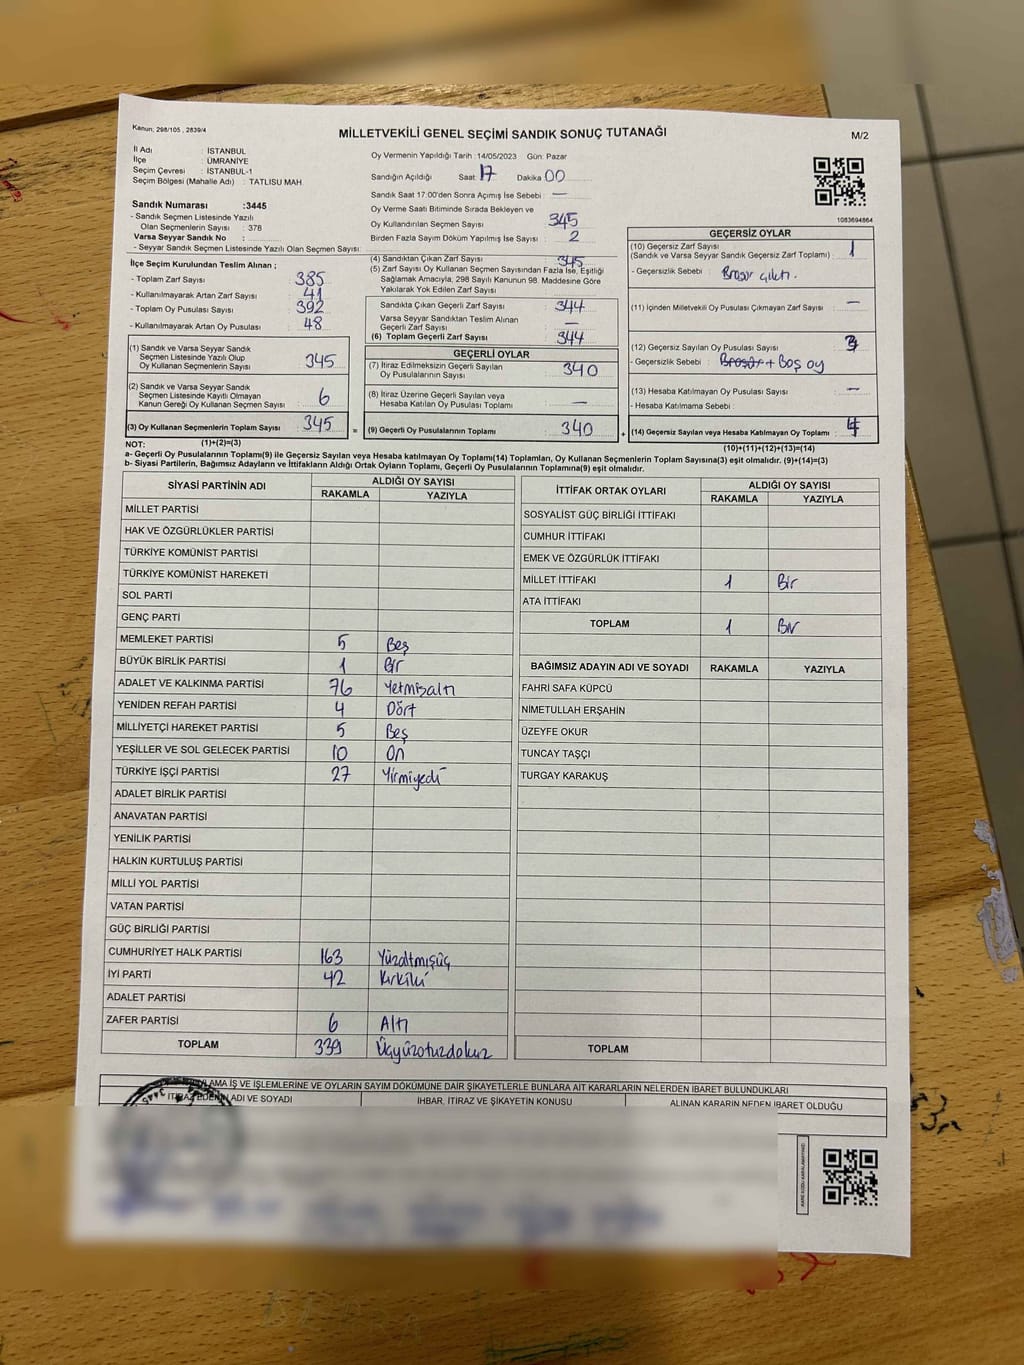 Kanun; 298/105 , 2839/4
MİLLETVEKİLİ GENEL SEÇİMİ SANDIK SONUÇ TUTANAĞI
M/2
İl Adı : İSTANBUL
İlçe : ÜMRANİYE
Seçim Çevresi : İSTANBUL-1
Seçim Bölgesi (Mahalle Adı) : TATLISU MAH.
Sandık Numarası :3445
- Sandık Seçmen Listesinde Yazılı
Olan Seçmenlerin Sayısı : 378
Varsa Seyyar Sandık No :
- Seyyar Sandık Seçmen Listesinde Yazılı Olan Seçmen Sayısı:
Oy Vermenin Yapıldığı Tarih :14/05/2023 Gün: Pazar
Sandığın Açıldığı Saat: 17 Dakika: 00
Sandık Saat 17:00'den Sonra Açımış İse Sebebi : —
Oy Verme Saati Bitiminde Sırada Bekleyen ve
Oy Kullandırılan Seçmen Sayısı : 345
Birden Fazla Sayım Döküm Yapılmış İse Sayısı : 2
1083694864
İlçe Seçim Kurulundan Teslim Alınan ;
- Toplam Zarf Sayısı : 385
- Kullanılmayarak Artan Zarf Sayısı : 41
- Toplam Oy Pusulası Sayısı : 392
- Kullanılmayarak Artan Oy Pusulası : 48
(4) Sandıktan Çıkan Zarf Sayısı : 345
(5) Zarf Sayısı Oy Kullanan Seçmen Sayısından Fazla İse, Eşitliği
Sağlamak Amacıyla, 298 Sayılı Kanunun 98. Maddesine Göre
Yakılarak Yok Edilen Zarf Sayısı :
Sandıkta Çıkan Geçerli Zarf Sayısı : 344
Varsa Seyyar Sandıktan Teslim Alınan
Geçerli Zarf Sayısı : —
(6) Toplam Geçerli Zarf Sayısı : 344
GEÇERSİZ OYLAR
(10) Geçersiz Zarf Sayısı
(Sandık ve Varsa Seyyar Sandık Geçersiz Zarf Toplamı) : 1
- Geçersizlik Sebebi : Broşür çıktı.
(11) İçinden Milletvekili Oy Pusulası Çıkmayan Zarf Sayısı : —
(12) Geçersiz Sayılan Oy Pusulası Sayısı : 3
- Geçersizlik Sebebi : Broşür + Boş oy
(13) Hesaba Katılmayan Oy Pusulası Sayısı : —
- Hesaba Katılmama Sebebi :
(14) Geçersiz Sayılan veya Hesaba Katılmayan Oy Toplamı : 4
(10)+(11)+(12)+(13)=(14)
(1) Sandık ve Varsa Seyyar Sandık
Seçmen Listesinde Yazılı Olup
Oy Kullanan Seçmenlerin Sayısı : 345
(2) Sandık ve Varsa Seyyar Sandık
Seçmen Listesinde Kayıtlı Olmayan
Kanun Gereği Oy Kullanan Seçmen Sayısı : 6
(3) Oy Kullanan Seçmenlerin Toplam Sayısı : 345
(1)+(2)=(3)
=
GEÇERLİ OYLAR
(7) İtiraz Edilmeksizin Geçerli Sayılan
Oy Pusulalarının Sayısı : 340
(8) İtiraz Üzerine Geçerli Sayılan veya
Hesaba Katılan Oy Pusulası Toplamı : —
(9) Geçerli Oy Pusulalarının Toplamı : 340
+
NOT:
a- Geçerli Oy Pusulalarının Toplamı(9) ile Geçersiz Sayılan veya Hesaba katılmayan Oy Toplamı(14) Toplamları, Oy Kullanan Seçmenlerin Toplam Sayısına(3) eşit olmalıdır. (9)+(14)=(3)
b- Siyasi Partilerin, Bağımsız Adayların ve İttifakların Aldığı Ortak Oyların Toplamı, Geçerli Oy Pusulalarının Toplamına(9) eşit olmalıdır.
SİYASİ PARTİNİN ADI ALDIĞI OY SAYISI
RAKAMLA YAZIYLA
MİLLET PARTİSİ
HAK VE ÖZGÜRLÜKLER PARTİSİ
TÜRKİYE KOMÜNİST PARTİSİ
TÜRKİYE KOMÜNİST HAREKETİ
SOL PARTİ
GENÇ PARTİ
MEMLEKET PARTİSİ 5 Beş
BÜYÜK BİRLİK PARTİSİ 1 Bir
ADALET VE KALKINMA PARTİSİ 76 Yetmişaltı
YENİDEN REFAH PARTİSİ 4 Dört
MİLLİYETÇİ HAREKET PARTİSİ 5 Beş
YEŞİLLER VE SOL GELECEK PARTİSİ 10 On
TÜRKİYE İŞÇİ PARTİSİ 27 Yirmiyedi
ADALET BİRLİK PARTİSİ
ANAVATAN PARTİSİ
YENİLİK PARTİSİ
HALKIN KURTULUŞ PARTİSİ
MİLLİ YOL PARTİSİ
VATAN PARTİSİ
GÜÇ BİRLİĞİ PARTİSİ
CUMHURİYET HALK PARTİSİ 163 Yüzaltmışüç
İYİ PARTİ 42 Kırkiki
ADALET PARTİSİ
ZAFER PARTİSİ 6 Altı
TOPLAM 339 Üçyüzotuzdokuz
İTTİFAK ORTAK OYLARI ALDIĞI OY SAYISI
RAKAMLA YAZIYLA
SOSYALİST GÜÇ BİRLİĞİ İTTİFAKI
CUMHUR İTTİFAKI
EMEK VE ÖZGÜRLÜK İTTİFAKI
MİLLET İTTİFAKI 1 Bir
ATA İTTİFAKI
TOPLAM 1 Bir
BAĞIMSIZ ADAYIN ADI VE SOYADI RAKAMLA YAZIYLA
FAHRİ SAFA KÜPCÜ
NİMETULLAH ERŞAHİN
ÜZEYFE OKUR
TUNCAY TAŞÇI
TURGAY KARAKUŞ
TOPLAM
LAMA İŞ VE İŞLEMLERİNE VE OYLARIN SAYIM DÖKÜMÜNE DAİR ŞİKAYETLERLE BUNLARA AİT KARARLARIN NELERDEN İBARET BULUNDUKLARI
İTİRAZ EDENİN ADI VE SOYADI İHBAR, İTİRAZ VE ŞİKAYETİN KONUSU ALINAN KARARIN NEDEN İBARET OLDUĞU
3445